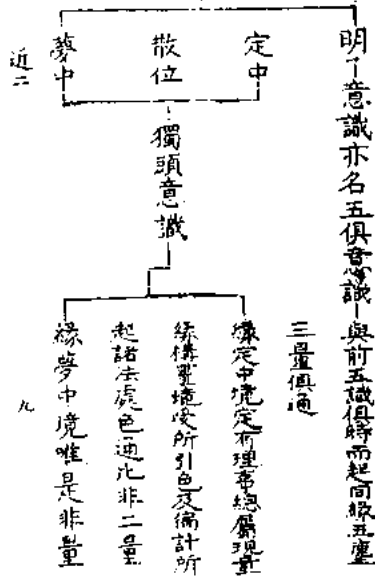 明了意識亦名五俱意識
與前五識俱時而起同緣五塵
三量俱通
定中
散位
夢中
獨頭意識
緣定中境定有理事總屬現量
緣境受所引色及徧計所
起諸法處色通比非二量
緣夢中境唯是非量
近二
九